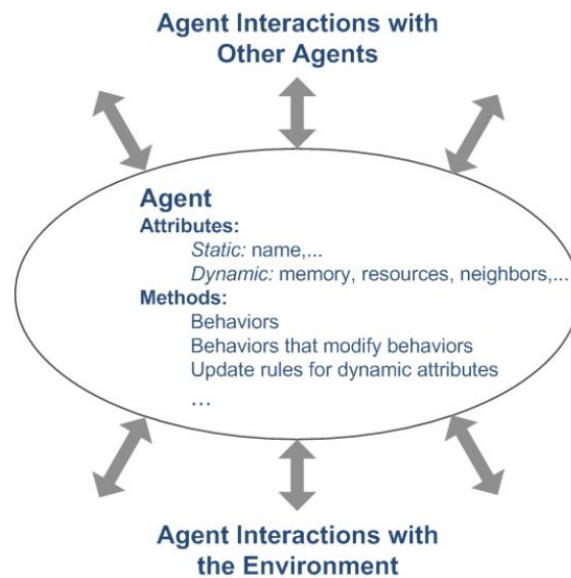 Agent Interactions with
Other Agents
Agent
Attributes:
Static: name,...
Dynamic: memory, resources, neighbors,...
Methods:
Behaviors
Behaviors that modify behaviors
Update rules for dynamic attributes
...
Agent Interactions with
the Environment